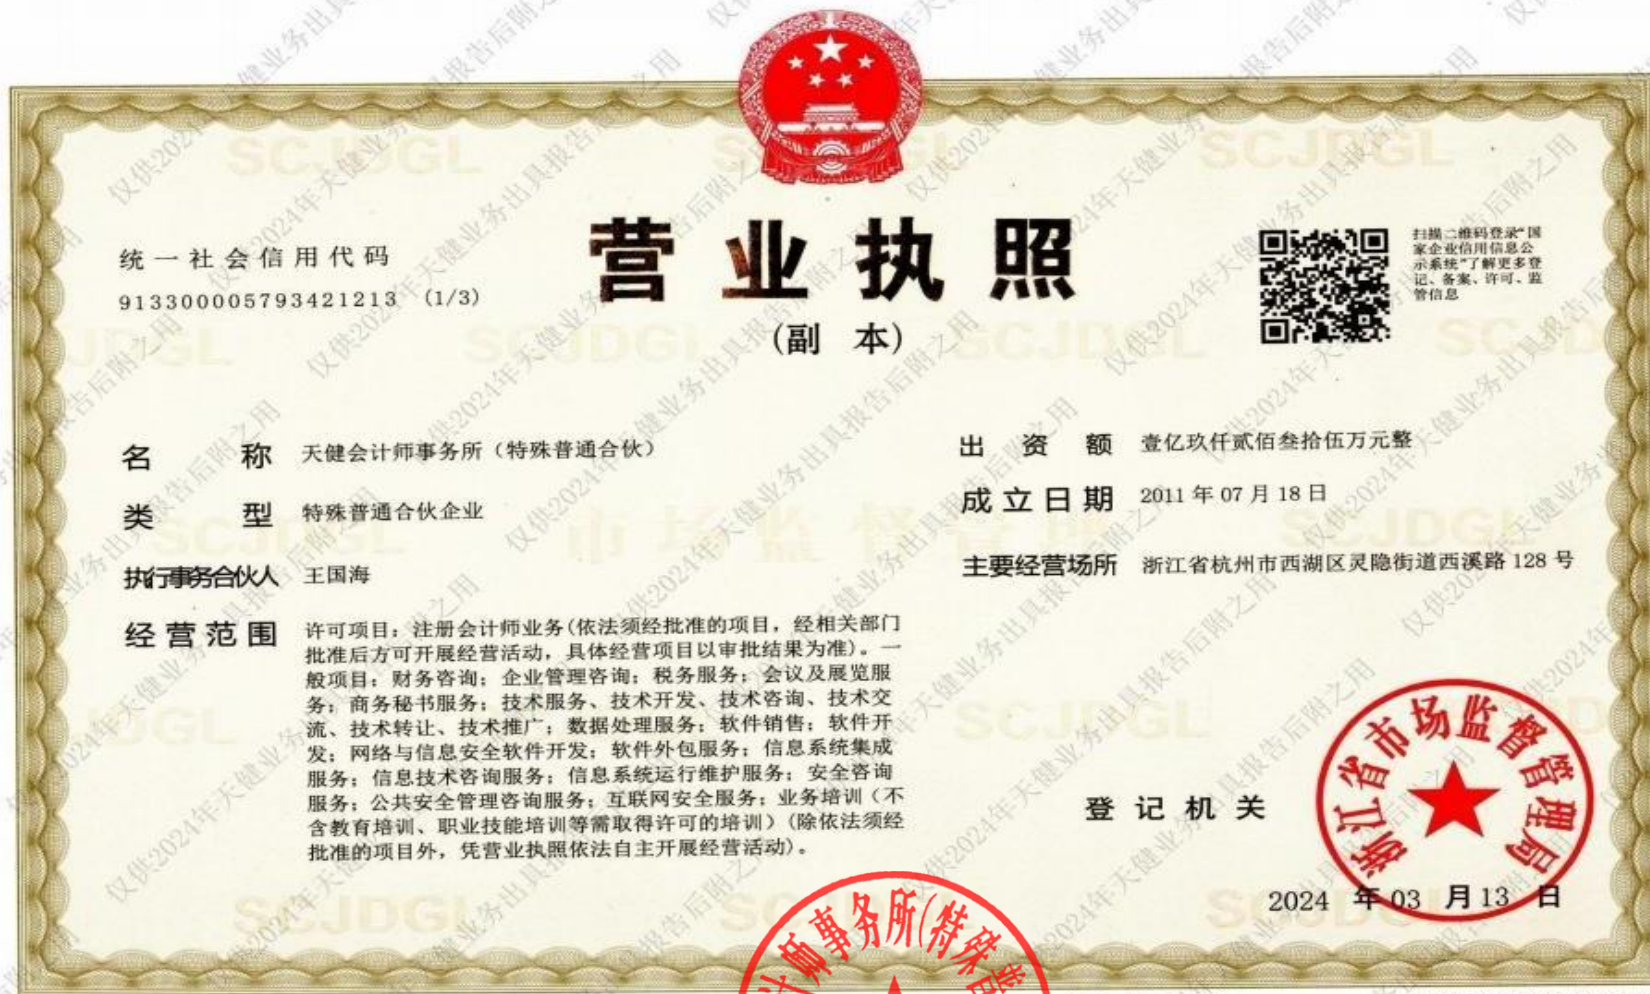 营业执照
(副 本)
统一社会信用代码
913300005793421213 (1/3)
扫描二维码登录“国
家企业信用信息公
示系统”了解更多登
记、备案、许可、监
管信息
名 称 天健会计师事务所（特殊普通合伙）
类 型 特殊普通合伙企业
执行事务合伙人 王国海
经营范围 许可项目：注册会计师业务(依法须经批准的项目，经相关部门
批准后方可开展经营活动，具体经营项目以审批结果为准)。一
般项目：财务咨询；企业管理咨询；税务服务；会议及展览服
务；商务秘书服务；技术服务、技术开发、技术咨询、技术交
流、技术转让、技术推广；数据处理服务；软件销售；软件开
发；网络与信息安全软件开发；软件外包服务；信息系统集成
服务；信息技术咨询服务；信息系统运行维护服务；安全咨询
服务；公共安全管理咨询服务；互联网安全服务；业务培训（不
含教育培训、职业技能培训等需取得许可的培训）(除依法须经
批准的项目外，凭营业执照依法自主开展经营活动)。
出 资 额 壹亿玖仟贰佰叁拾伍万元整
成立日期 2011 年 07 月 18 日
主要经营场所 浙江省杭州市西湖区灵隐街道西溪路 128 号
登记机关
浙江省市场监督管理局
2024 年 03 月 13 日
计师事务所(特殊普
仅供2024年天健业务出具报告后附之用
SCJDGL
市场监督管理